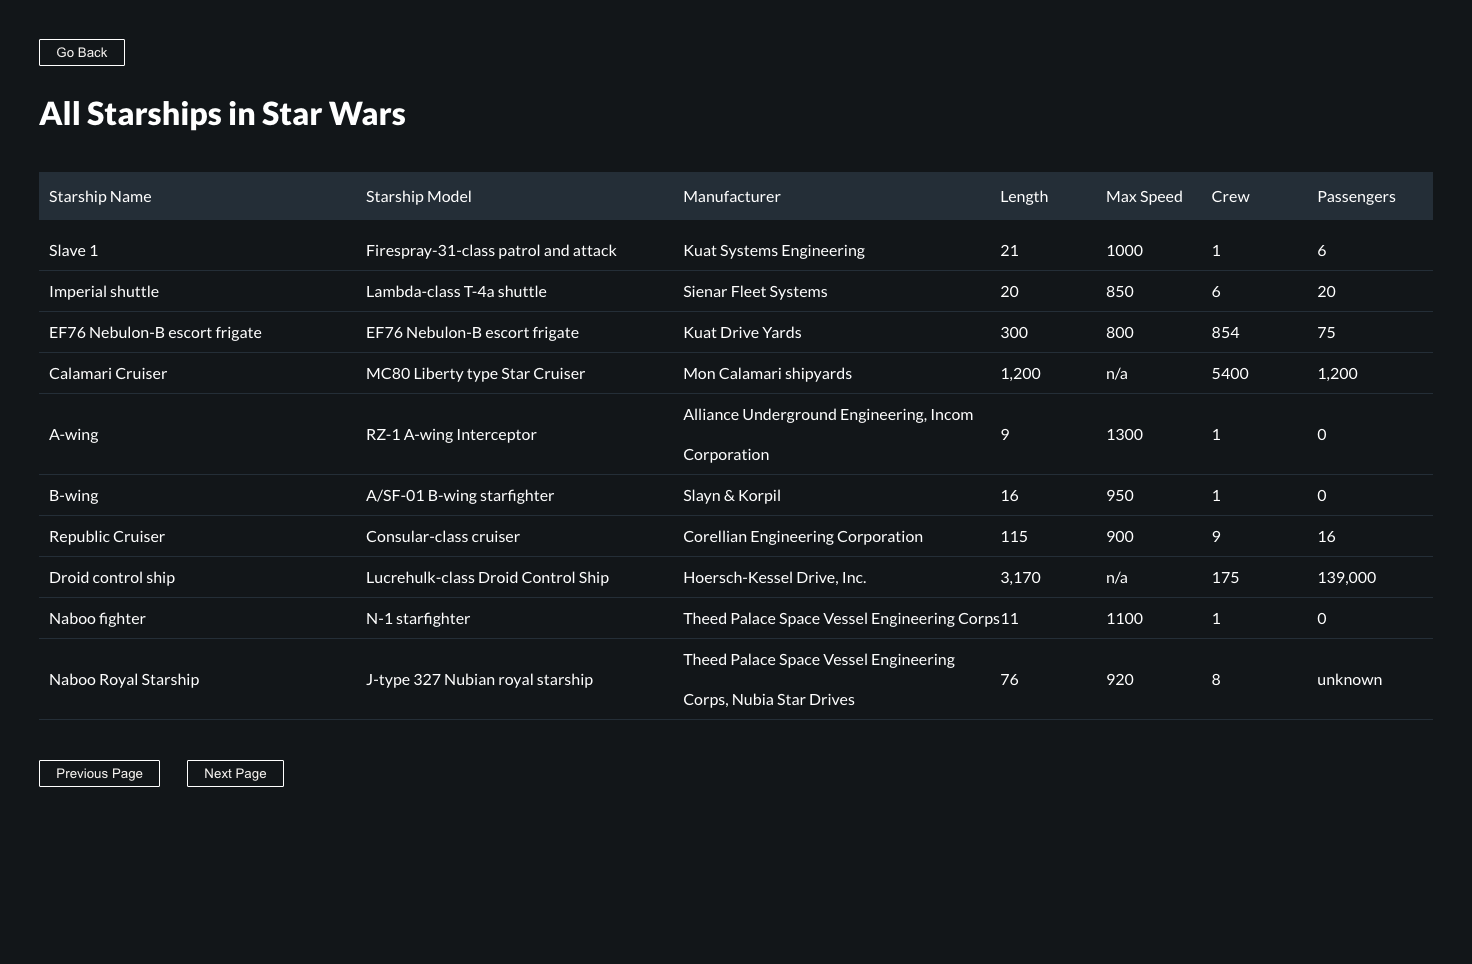 Go Back
All Starships in Star Wars
Starship Name Starship Model Manufacturer Length Max Speed Crew Passengers
Slave 1 Firespray-31-class patrol and attack Kuat Systems Engineering 21 1000 1 6
Imperial shuttle Lambda-class T-4a shuttle Sienar Fleet Systems 20 850 6 20
EF76 Nebulon-B escort frigate EF76 Nebulon-B escort frigate Kuat Drive Yards 300 800 854 75
Calamari Cruiser MC80 Liberty type Star Cruiser Mon Calamari shipyards 1,200 n/a 5400 1,200
Alliance Underground Engineering, Incom
A-wing RZ-1 A-wing Interceptor 9 1300 1 0
Corporation
B-wing A/SF-01 B-wing starfighter Slayn & Korpil 16 950 1 0
Republic Cruiser Consular-class cruiser Corellian Engineering Corporation 115 900 9 16
Droid control ship Lucrehulk-class Droid Control Ship Hoersch-Kessel Drive, Inc. 3,170 n/a 175 139,000
Naboo fighter N-1 starfighter Theed Palace Space Vessel Engineering Corps 11 1100 1 0
Theed Palace Space Vessel Engineering
Naboo Royal Starship J-type 327 Nubian royal starship 76 920 8 unknown
Corps, Nubia Star Drives
Previous Page Next Page